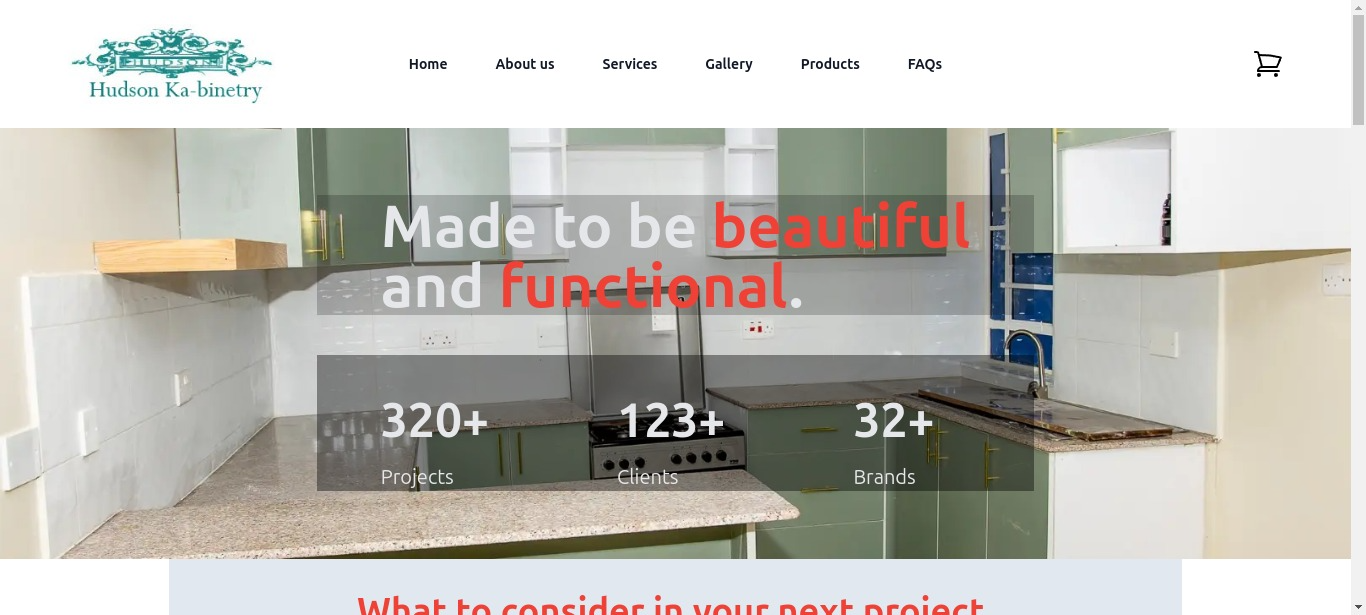 HUDSON
Hudson Ka-binetry
Home
About us
Services
Gallery
Products
FAQs
Made to be beautiful
and functional.
320+
123+
32+
Projects
Clients
Brands
What to consider in your next project